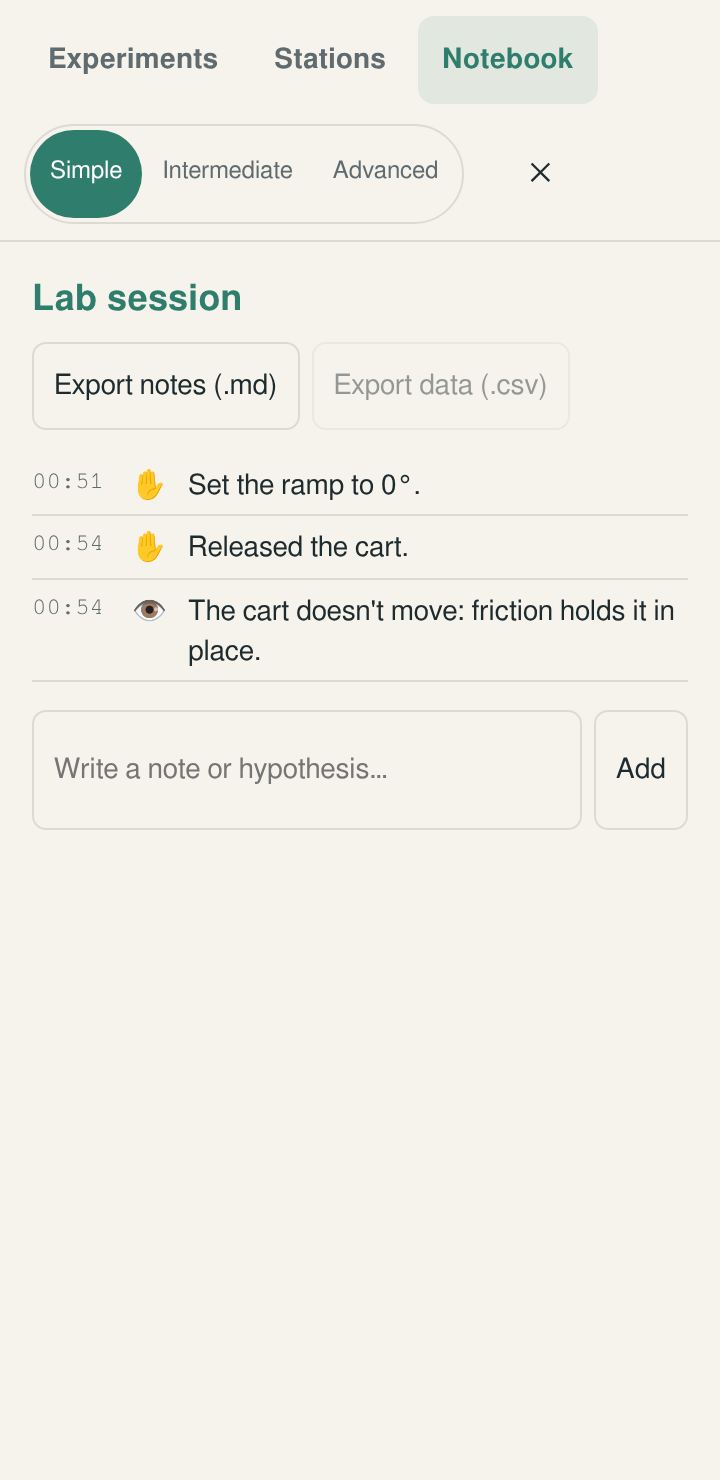 Experiments Stations Notebook
Simple Intermediate Advanced
Lab session
Export notes (.md) Export data (.csv)
00:51 Set the ramp to 0°.
00:54 Released the cart.
00:54 The cart doesn't move: friction holds it in
place.
Write a note or hypothesis... Add